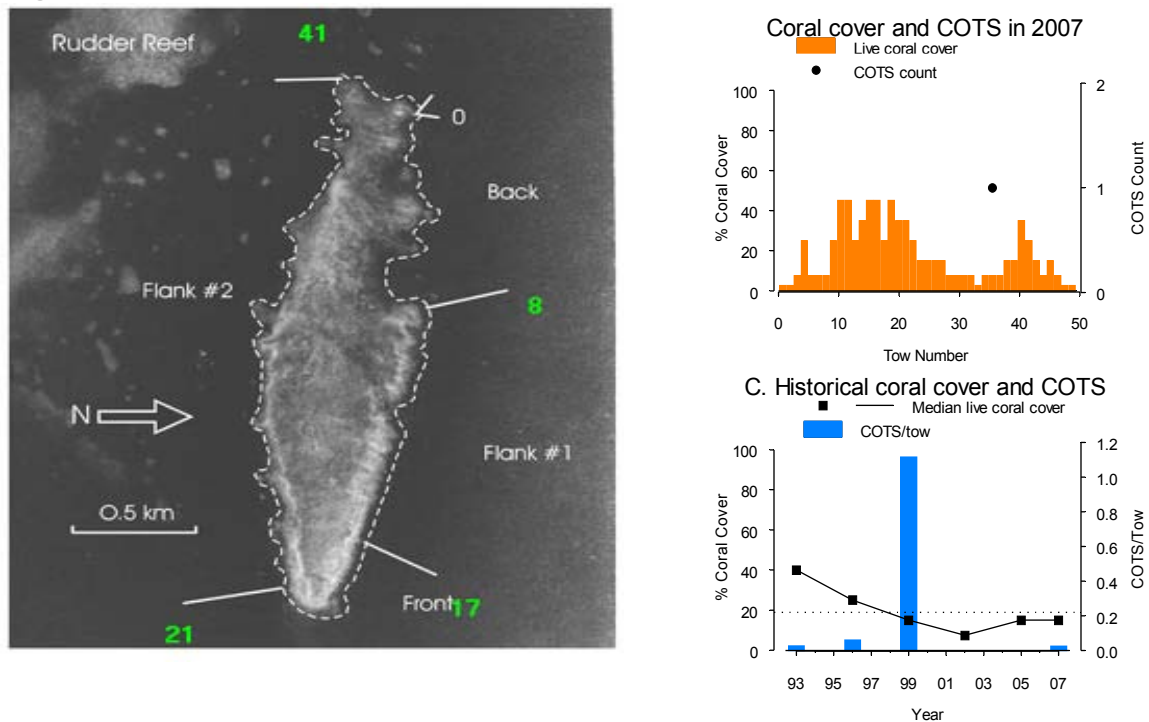 Rudder Reef
41
0
Back
Flank #2
8
N
Flank #1
0.5 km
Front
17
21
Coral cover and COTS in 2007
Live coral cover
COTS count
100
80
60
40
20
0
% Coral Cover
2
1
0
COTS Count
0 10 20 30 40 50
Tow Number
C. Historical coral cover and COTS
Median live coral cover
COTS/tow
100
80
60
40
20
0
% Coral Cover
1.2
1.0
0.8
0.6
0.4
0.2
0.0
COTS/Tow
93 95 97 99 01 03 05 07
Year